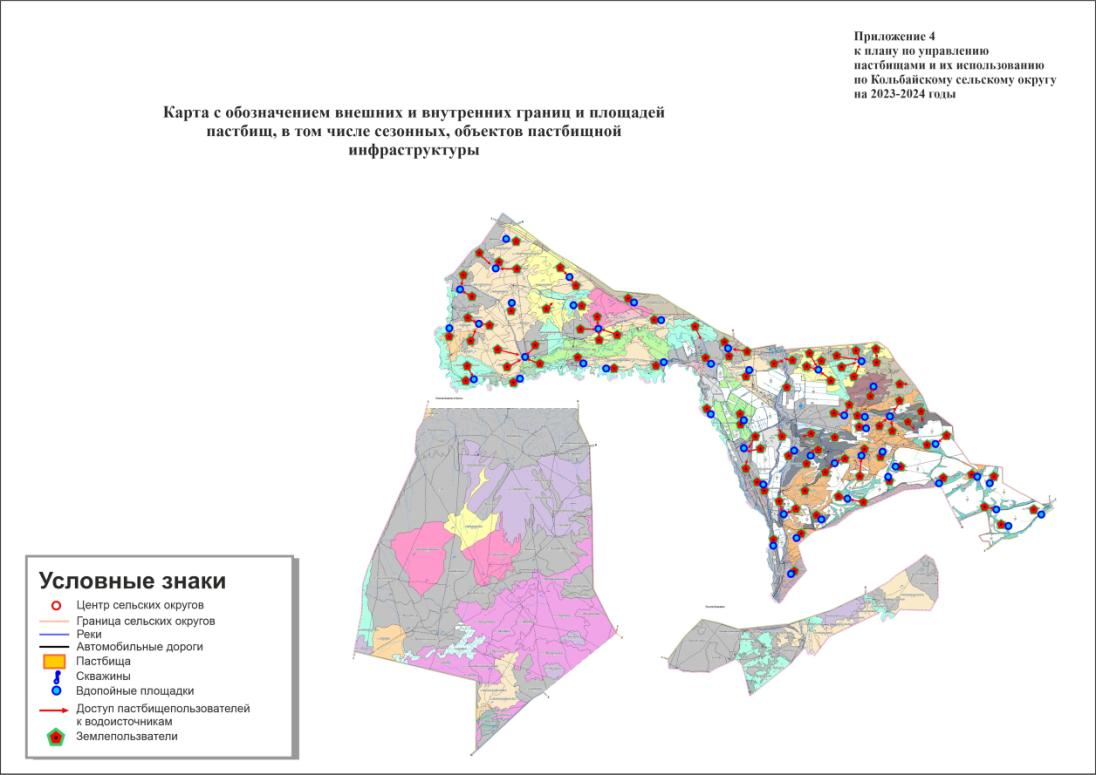 Приложение 4
к плану по управлению
пастбищами и их использованию
по Кольбайскому сельскому округу
на 2023-2024 годы
Карта с обозначением внешних и внутренних границ и площадей
пастбищ, в том числе сезонных, объектов пастбищной
инфраструктуры
Условные знаки
Центр сельских округов
Граница сельских округов
Реки
Автомобильные дороги
Пастбища
Скважины
Вдопойные площадки
Доступ пастбищепользователей
к водоисточникам
Землепользватели